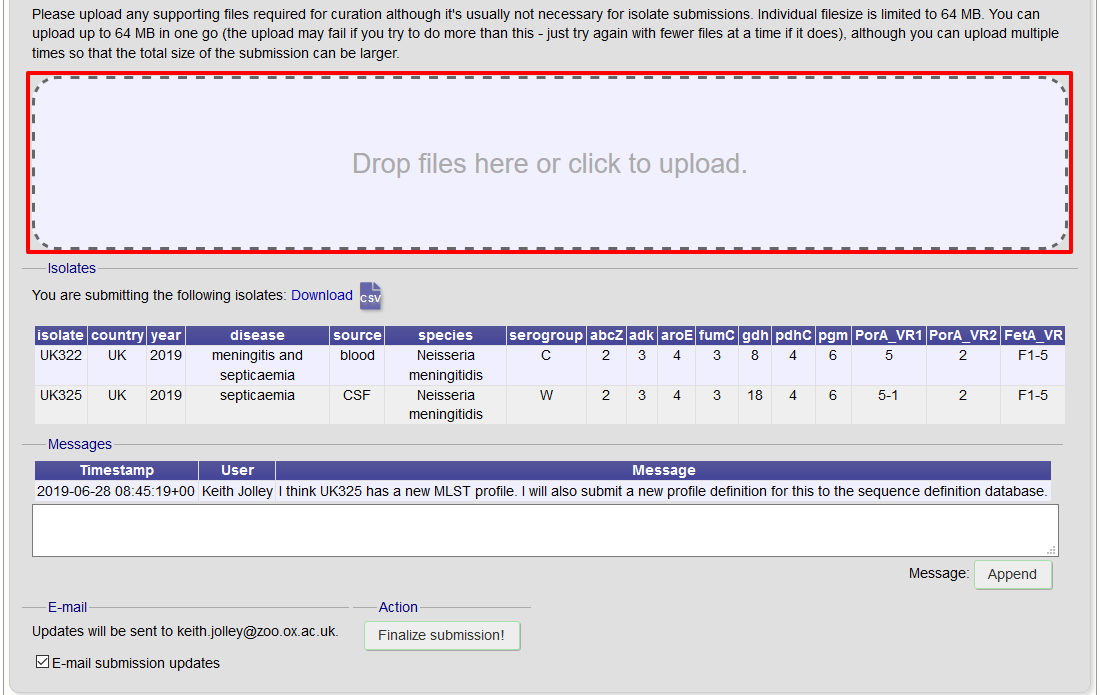 Please upload any supporting files required for curation although it's usually not necessary for isolate submissions. Individual filesize is limited to 64 MB. You can
upload up to 64 MB in one go (the upload may fail if you try to do more than this - just try again with fewer files at a time if it does), although you can upload multiple
times so that the total size of the submission can be larger.
Drop files here or click to upload.
Isolates
You are submitting the following isolates: Download CSV
isolate country year disease source species serogroup abcZ adk aroE fumC gdh pdhC pgm PorA_VR1 PorA_VR2 FetA_VR
UK322 UK 2019 meningitis and blood Neisseria C 2 3 4 3 8 4 6 5 2 F1-5
septicaemia meningitidis
UK325 UK 2019 septicaemia CSF Neisseria W 2 3 4 3 18 4 6 5-1 2 F1-5
meningitidis
Messages
Timestamp User Message
2019-06-28 08:45:19+00 Keith Jolley I think UK325 has a new MLST profile. I will also submit a new profile definition for this to the sequence definition database.
Message: Append
E-mail Action
Updates will be sent to keith.jolley@zoo.ox.ac.uk. Finalize submission!
E-mail submission updates